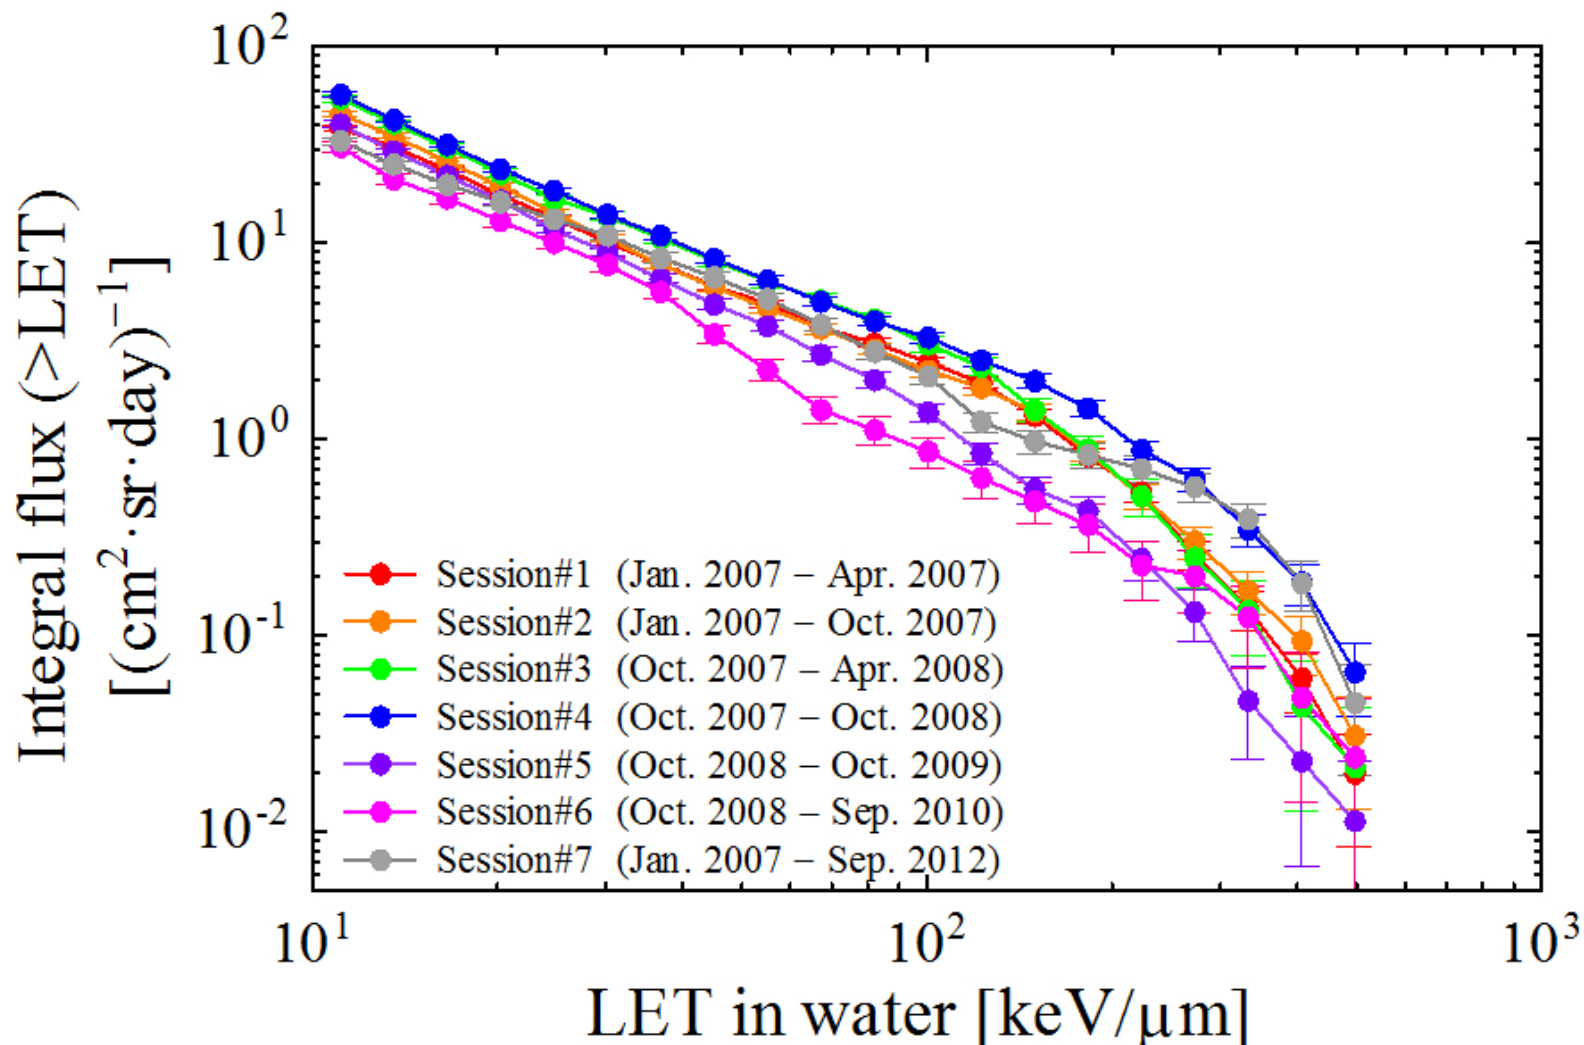 10²
10¹
10⁰
10⁻¹
10⁻²
Integral flux (>LET)
[(cm²·sr·day)⁻¹]
Session#1 (Jan. 2007 – Apr. 2007)
Session#2 (Jan. 2007 – Oct. 2007)
Session#3 (Oct. 2007 – Apr. 2008)
Session#4 (Oct. 2007 – Oct. 2008)
Session#5 (Oct. 2008 – Oct. 2009)
Session#6 (Oct. 2008 – Sep. 2010)
Session#7 (Jan. 2007 – Sep. 2012)
10¹ 10² 10³
LET in water [keV/μm]